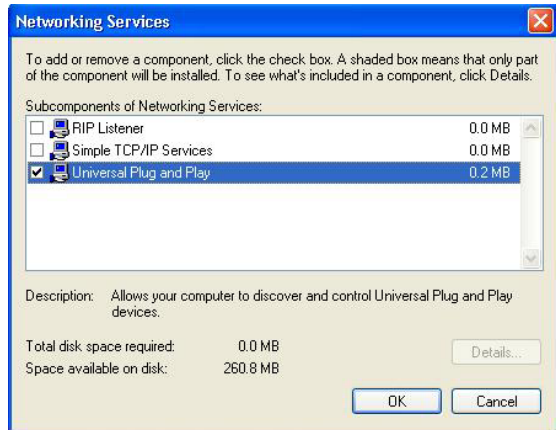 Networking Services
To add or remove a component, click the check box. A shaded box means that only part
of the component will be installed. To see what's included in a component, click Details.
Subcomponents of Networking Services:
RIP Listener 0.0 MB
Simple TCP/IP Services 0.0 MB
Universal Plug and Play 0.2 MB
Description: Allows your computer to discover and control Universal Plug and Play
devices.
Total disk space required: 0.0 MB
Details...
Space available on disk: 260.8 MB
OK Cancel